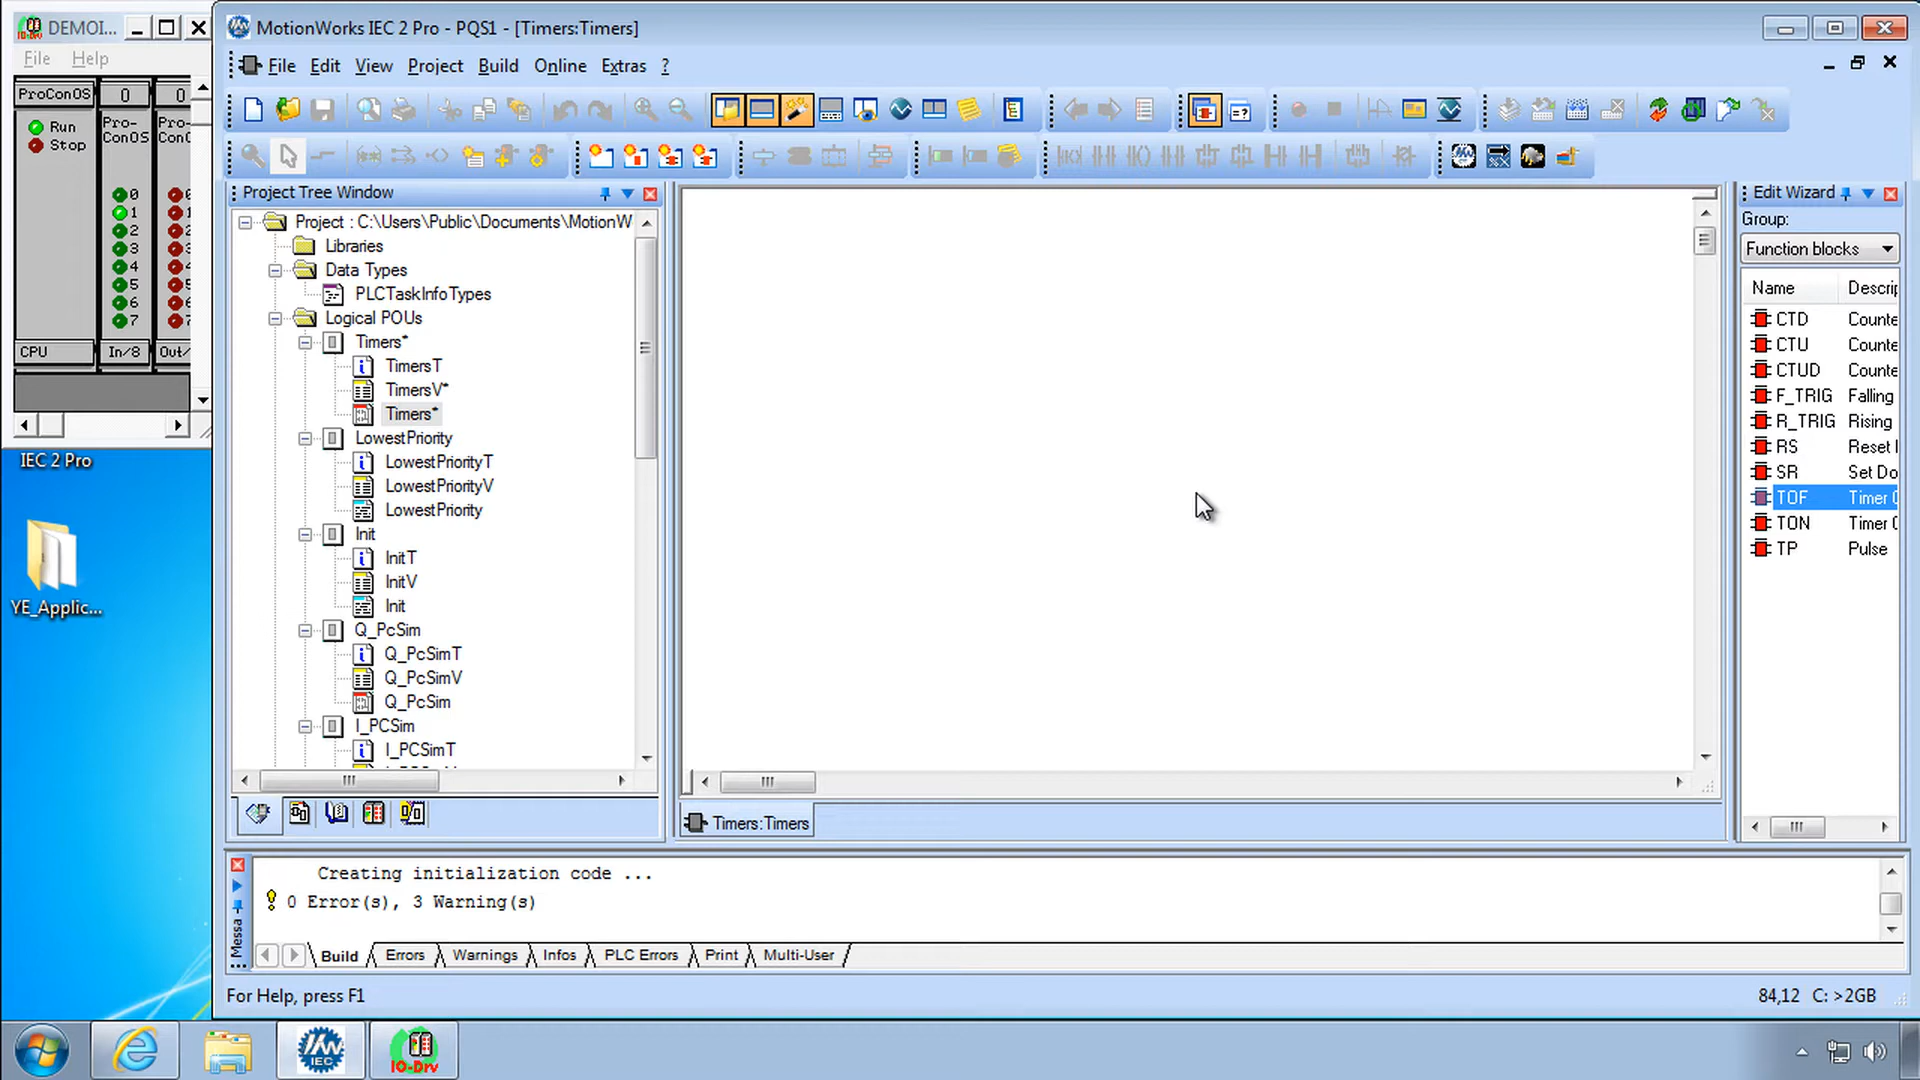 DEMOI...
File Help
ProConOS 0 0
Run
Stop
Pro-
ConOS
Pro-
ConOS
0
1
2
3
4
5
6
7
CPU In/8 Out/
IEC 2 Pro
YE_Applic...
MotionWorks IEC 2 Pro - PQS1 - [Timers:Timers]
File Edit View Project Build Online Extras ?
Project Tree Window
Project : C:\Users\Public\Documents\MotionW
Libraries
Data Types
PLCTaskInfoTypes
Logical POUs
Timers*
TimersT
TimersV*
Timers*
LowestPriority
LowestPriorityT
LowestPriorityV
LowestPriority
Init
InitT
InitV
Init
Q_PcSim
Q_PcSimT
Q_PcSimV
Q_PcSim
I_PCSim
I_PCSimT
Timers:Timers
Edit Wizard
Group:
Function blocks
Name Descrip
CTD Counte
CTU Counte
CTUD Counte
F_TRIG Falling
R_TRIG Rising
RS Reset
SR Set Do
TOF Timer
TON Timer
TP Pulse
Messa
Creating initialization code ...
0 Error(s), 3 Warning(s)
Build Errors Warnings Infos PLC Errors Print Multi-User
For Help, press F1
84,12 C: >2GB
IEC
IO-Drv